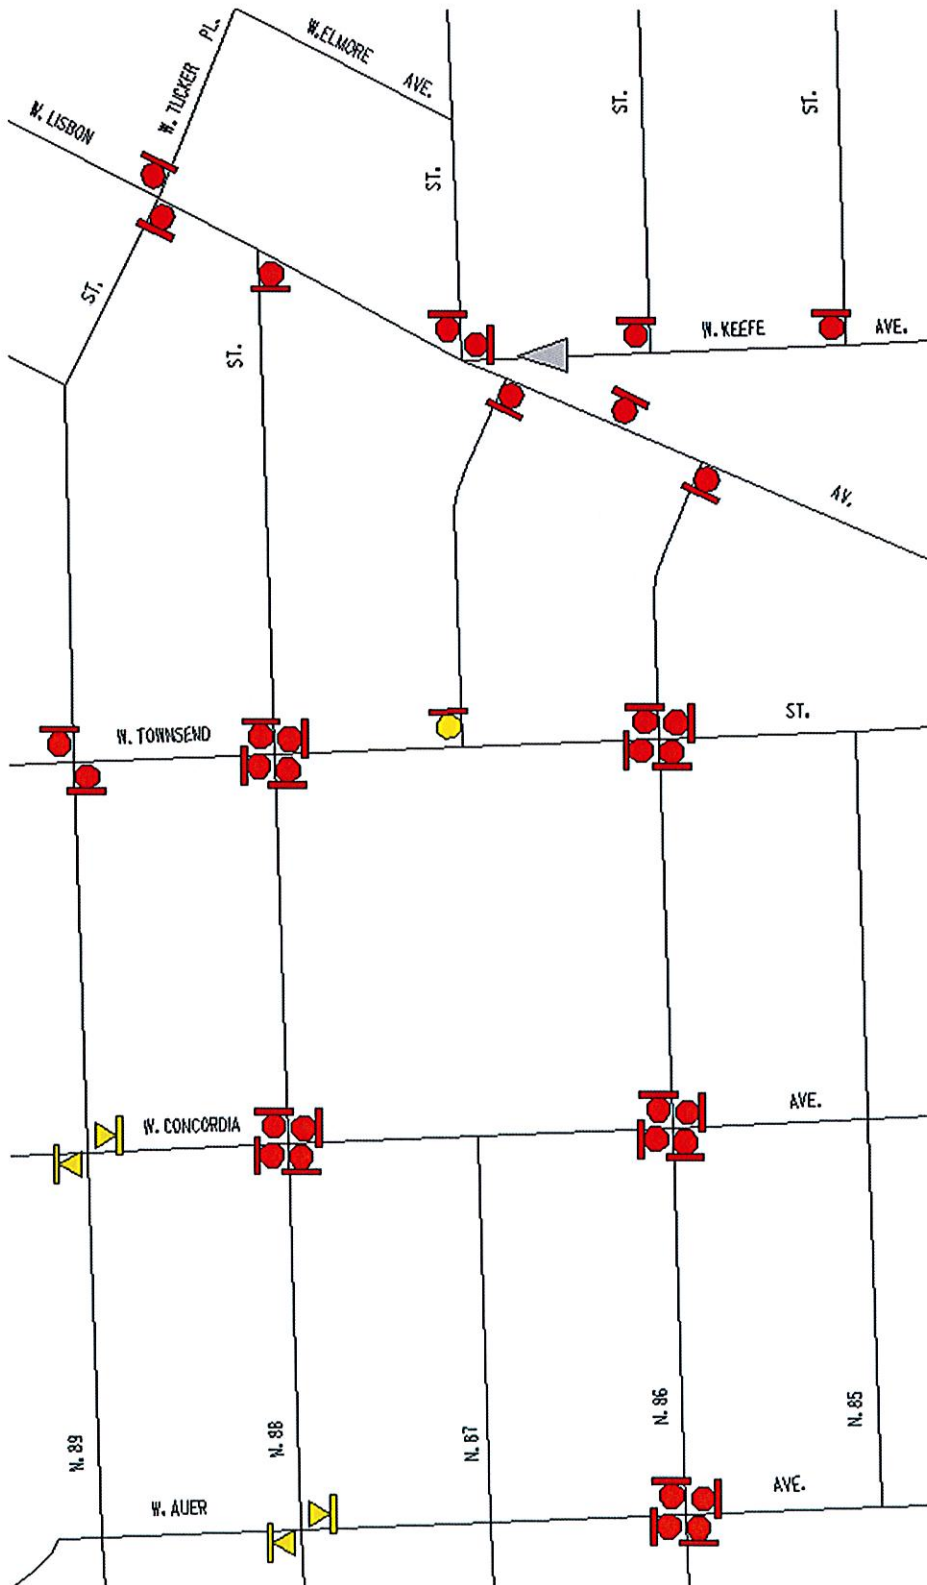 W. ELMORE AVE.
W. TUCKER PL.
W. LISBON AV.
ST.
ST.
ST.
ST.
ST.
W. KEEFE AVE.
W. TOWNSEND ST.
W. CONCORDIA AVE.
N. 89
N. 88
N. 87
N. 86
N. 85
W. AUER AVE.